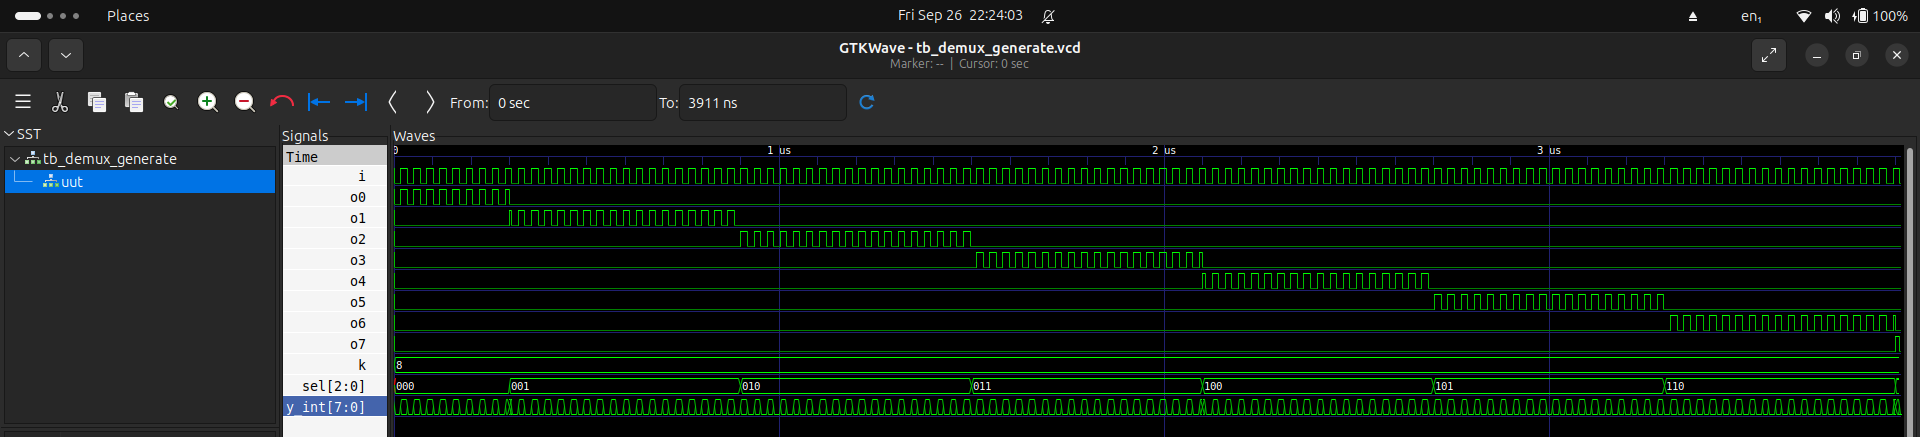 Places
Fri Sep 26 22:24:03
en₁
100%
GTKWave - tb_demux_generate.vcd
Marker: -- | Cursor: 0 sec
From: 0 sec
To: 3911 ns
SST
tb_demux_generate
uut
Signals
Time
i
o0
o1
o2
o3
o4
o5
o6
o7
k
sel[2:0]
y_int[7:0]
Waves
0 1 us 2 us 3 us
8
000 001 010 011 100 101 110